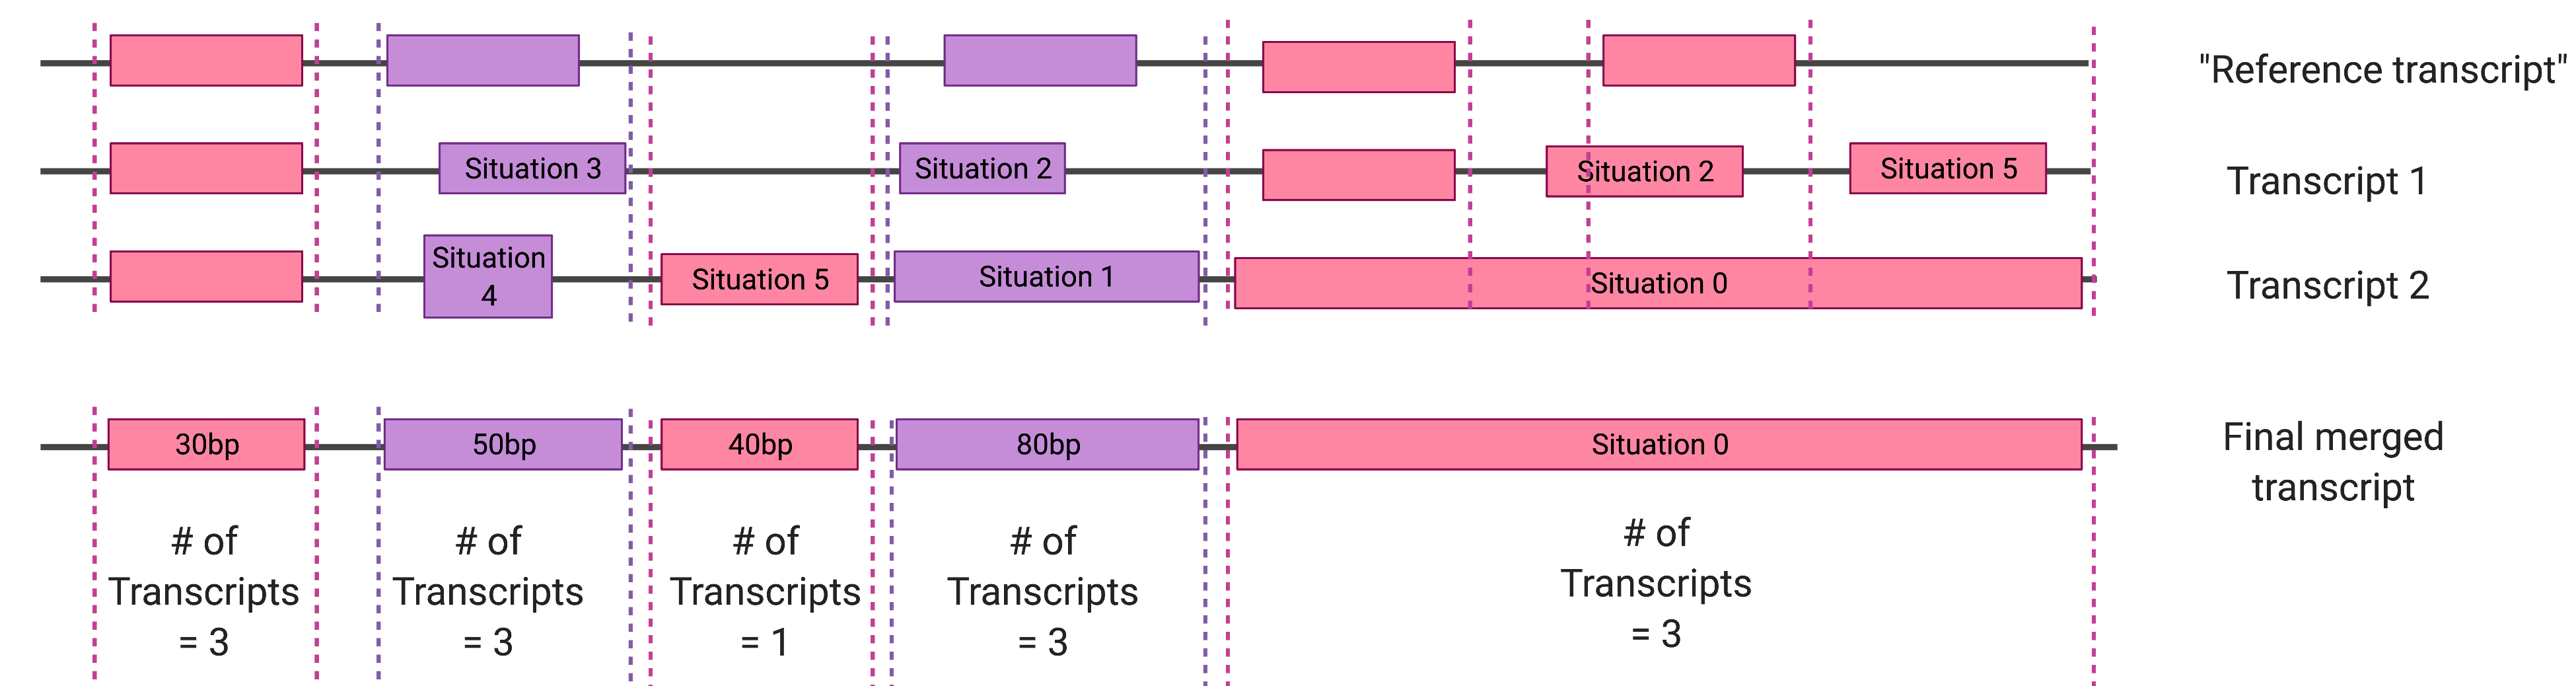 "Reference transcript"
Situation 3
Situation 2
Situation 2
Situation 5
Transcript 1
Situation
4
Situation 5
Situation 1
Situation 0
Transcript 2
30bp
50bp
40bp
80bp
Situation 0
Final merged
transcript
# of
Transcripts
= 3
# of
Transcripts
= 3
# of
Transcripts
= 1
# of
Transcripts
= 3
# of
Transcripts
= 3